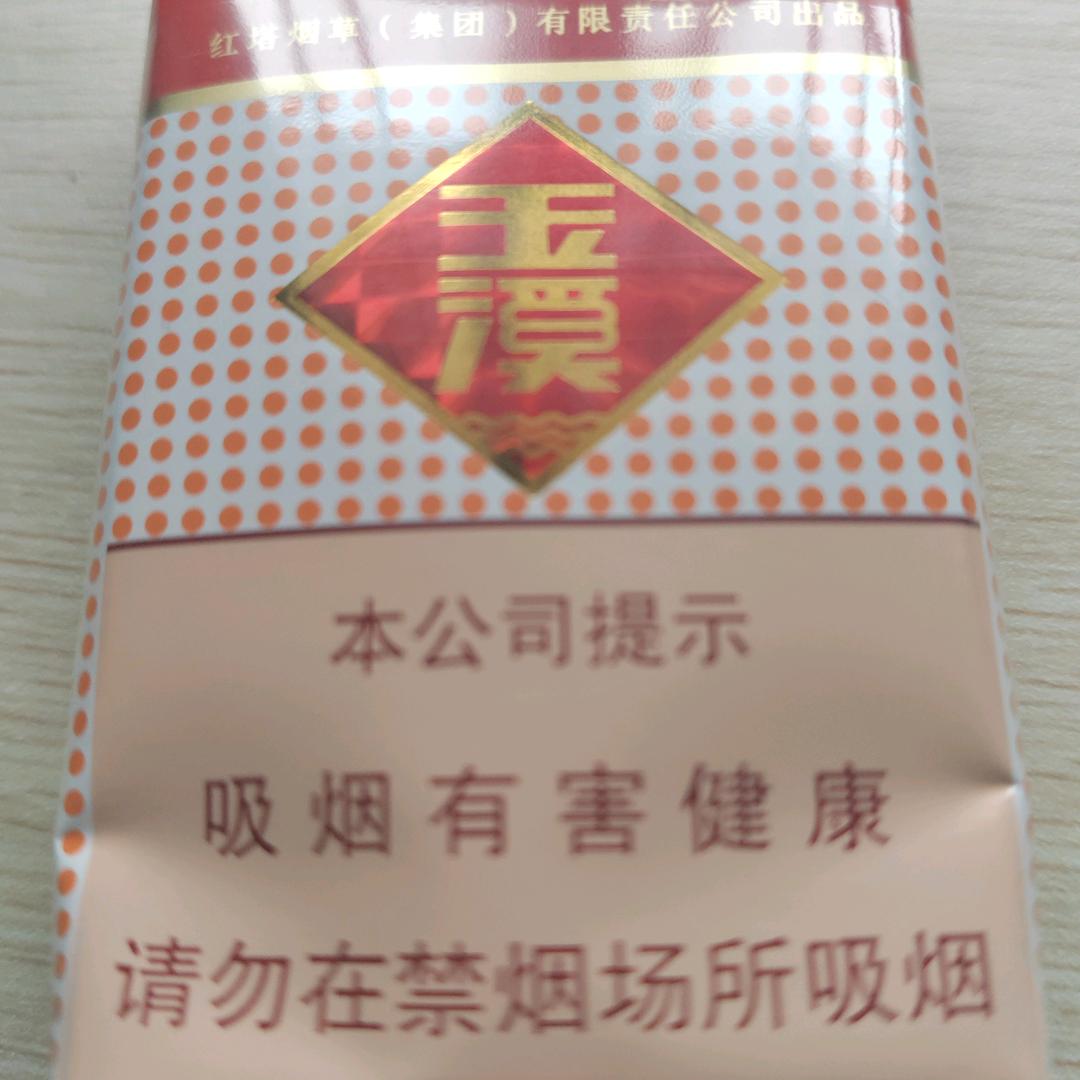 红塔烟草（集团）有限责任公司出品
玉溪
本公司提示
吸烟有害健康
请勿在禁烟场所吸烟